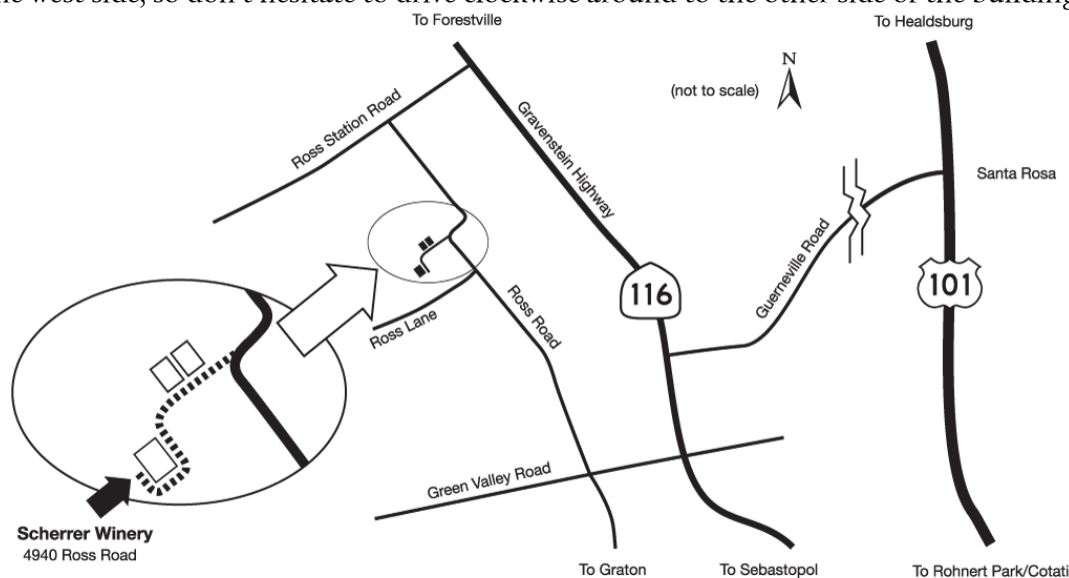 he west side, so don't hesitate to drive clockwise around to the other side of the building
To Forestville
To Healdsburg
N
(not to scale)
Ross Station Road
Gravenstein Highway
Santa Rosa
Guerneville Road
116
101
Ross Lane
Ross Road
Green Valley Road
Scherrer Winery
4940 Ross Road
To Graton
To Sebastopol
To Rohnert Park/Cotati